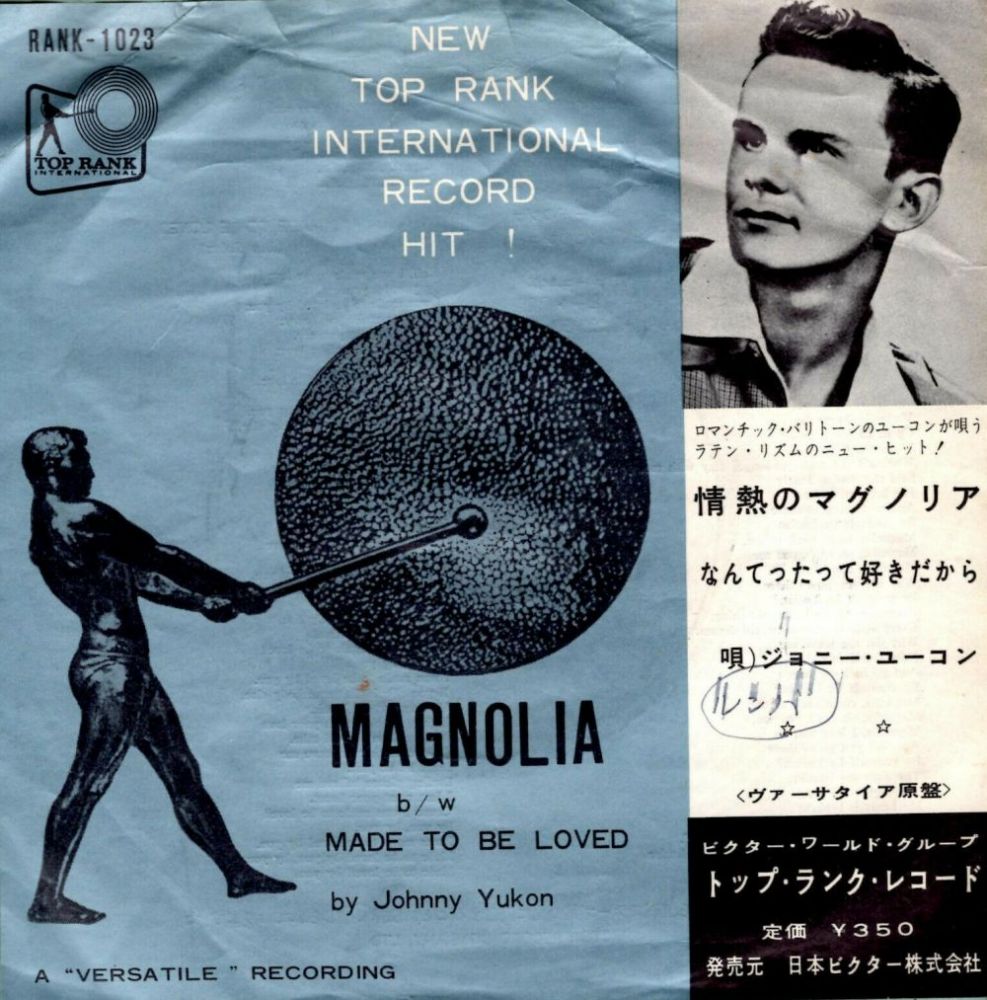 RANK-1023
TOP RANK
INTERNATIONAL
NEW
TOP RANK
INTERNATIONAL
RECORD
HIT !
MAGNOLIA
b/w
MADE TO BE LOVED
by Johnny Yukon
A "VERSATILE" RECORDING
ロマンチック・バリトーンのユーコンが唄う
ラテン・リズムのニュー・ヒット!
情熱のマグノリア
なんてったって好きだから
唄)ジョニー・ユーコン
ルンバ
☆ ☆
<ヴァーサタイア原盤>
ビクター・ワールド・グループ
トップ・ランク・レコード
定価 ¥350
発売元 日本ビクター株式会社